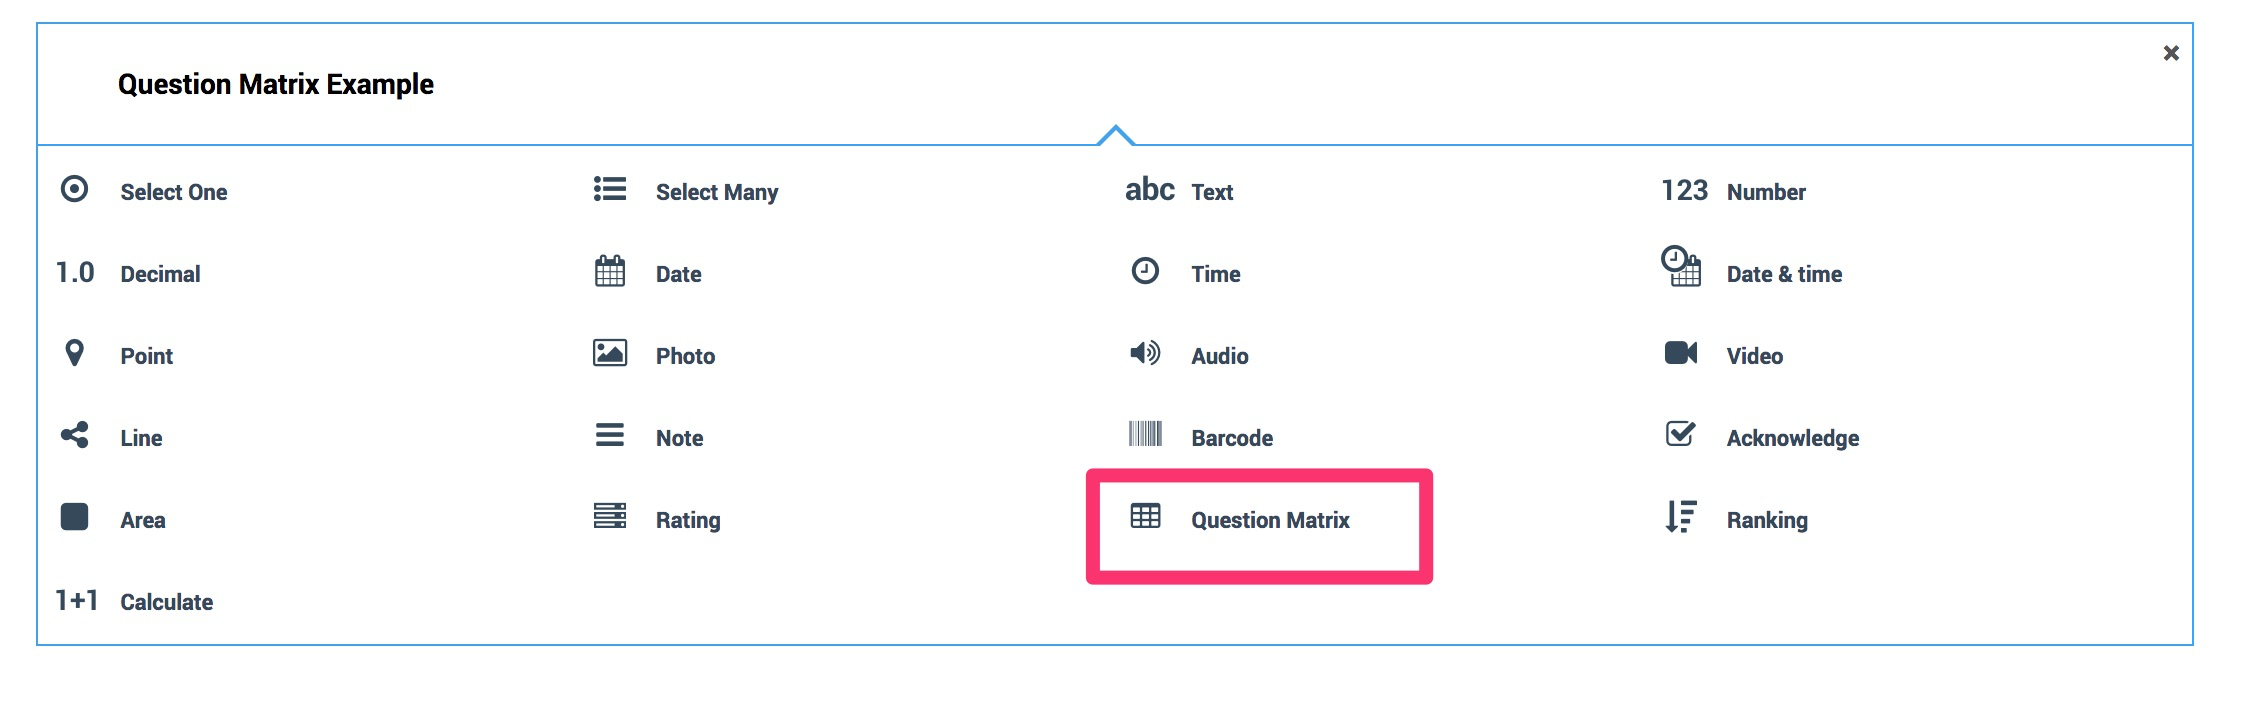 Question Matrix Example
Select One
Select Many
abc Text
123 Number
1.0 Decimal
Date
Time
Date & time
Point
Photo
Audio
Video
Line
Note
Barcode
Acknowledge
Area
Rating
Question Matrix
Ranking
1+1 Calculate